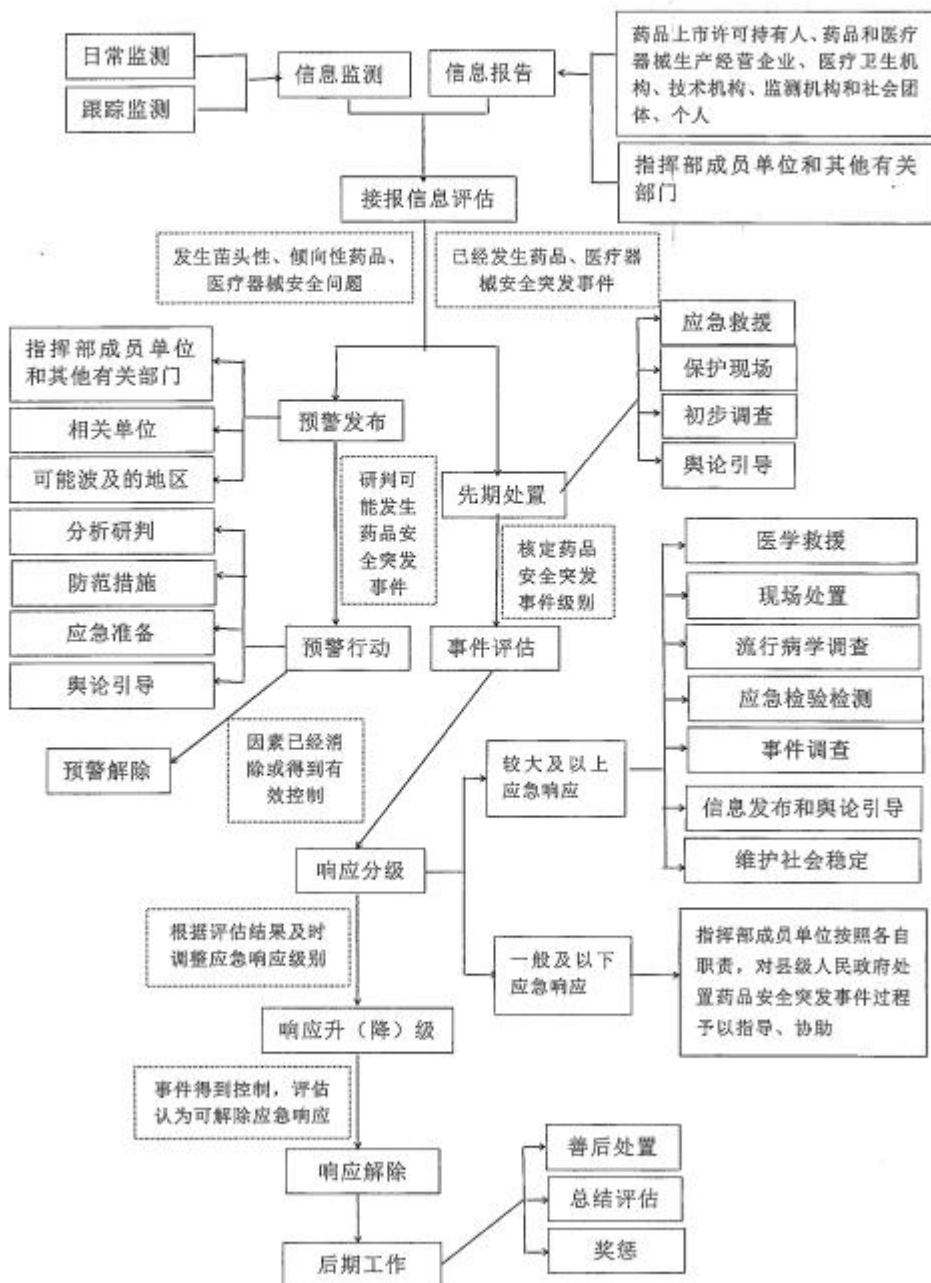 日常监测
跟踪监测
信息监测
信息报告
药品上市许可持有人、药品和医疗
器械生产经营企业、医疗卫生机
构、技术机构、监测机构和社会团
体、个人
指挥部成员单位和其他有关
部门
接报信息评估
发生苗头性、倾向性药品、
医疗器械安全问题
已经发生药品、医疗器
械安全突发事件
应急救援
保护现场
初步调查
舆论引导
指挥部成员单位
和其他有关部门
相关单位
可能波及的地区
预警发布
研判可
能发生
药品安
全突发
事件
先期处置
核定药品
安全突发
事件级别
分析研判
防范措施
应急准备
舆论引导
预警行动
事件评估
医学救援
现场处置
流行病学调查
应急检验检测
事件调查
信息发布和舆论引导
维护社会稳定
预警解除
因素已经消
除或得到有
效控制
较大及以上
应急响应
响应分级
根据评估结果及时
调整应急响应级别
一般及以下
应急响应
指挥部成员单位按照各自
职责，对县级人民政府处
置药品安全突发事件过程
予以指导、协助
响应升（降）级
事件得到控制，评估
认为可解除应急响应
响应解除
后期工作
善后处置
总结评估
奖惩